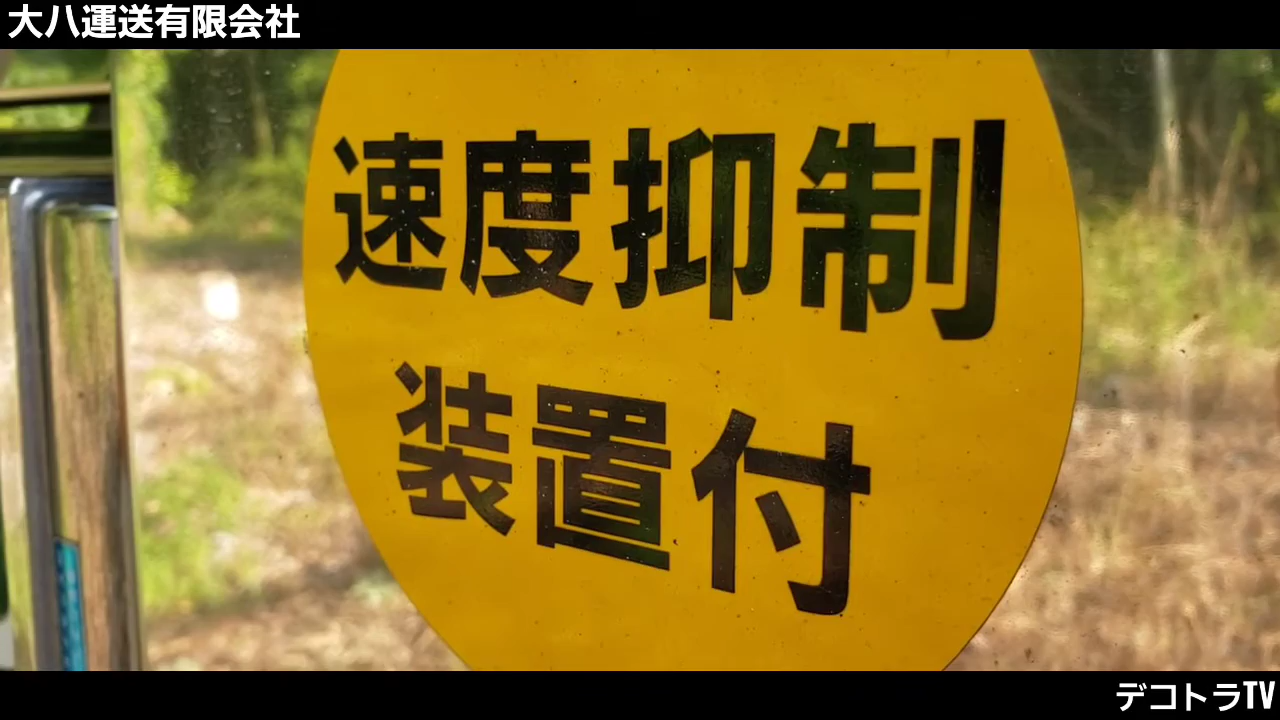 大八運送有限会社
速度抑制
装置付
デコトラTV